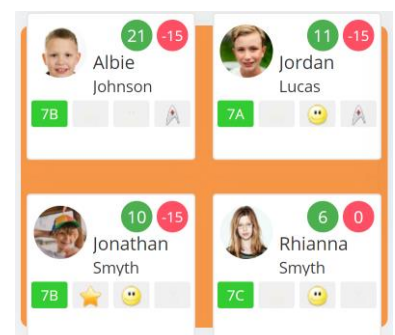 21 -15
Albie
Johnson
7B
11 -15
Jordan
Lucas
7A
10 -15
Jonathan
Smyth
7B
6 0
Rhianna
Smyth
7C